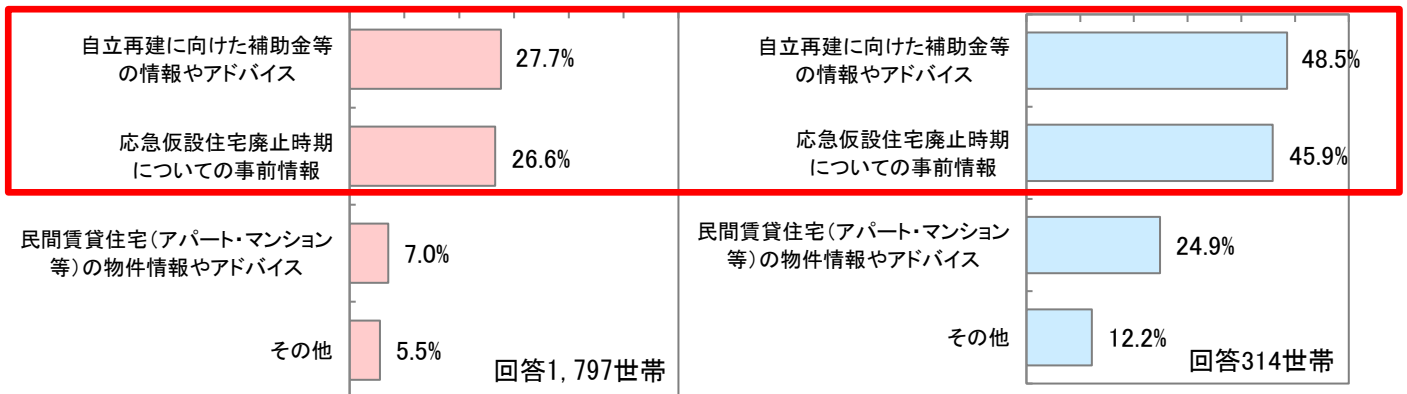 自立再建に向けた補助金等
の情報やアドバイス
27.7%
応急仮設住宅廃止時期
についての事前情報
26.6%
民間賃貸住宅(アパート・マンション
等)の物件情報やアドバイス
7.0%
その他
5.5%
回答1,797世帯
自立再建に向けた補助金等
の情報やアドバイス
48.5%
応急仮設住宅廃止時期
についての事前情報
45.9%
民間賃貸住宅(アパート・マンション
等)の物件情報やアドバイス
24.9%
その他
12.2%
回答314世帯